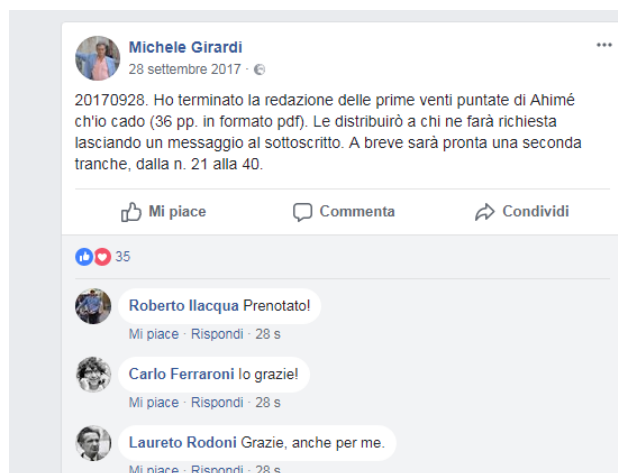 Michele Girardi
28 settembre 2017 ·
20170928. Ho terminato la redazione delle prime venti puntate di Ahimé
ch'io cado (36 pp. in formato pdf). Le distribuirò a chi ne farà richiesta
lasciando un messaggio al sottoscritto. A breve sarà pronta una seconda
tranche, dalla n. 21 alla 40.
Mi piace Commenta Condividi
35
Roberto Ilacqua Prenotato!
Mi piace · Rispondi · 28 s
Carlo Ferraroni Io grazie!
Mi piace · Rispondi · 28 s
Laureto Rodoni Grazie, anche per me.
Mi piace · Rispondi · 28 s